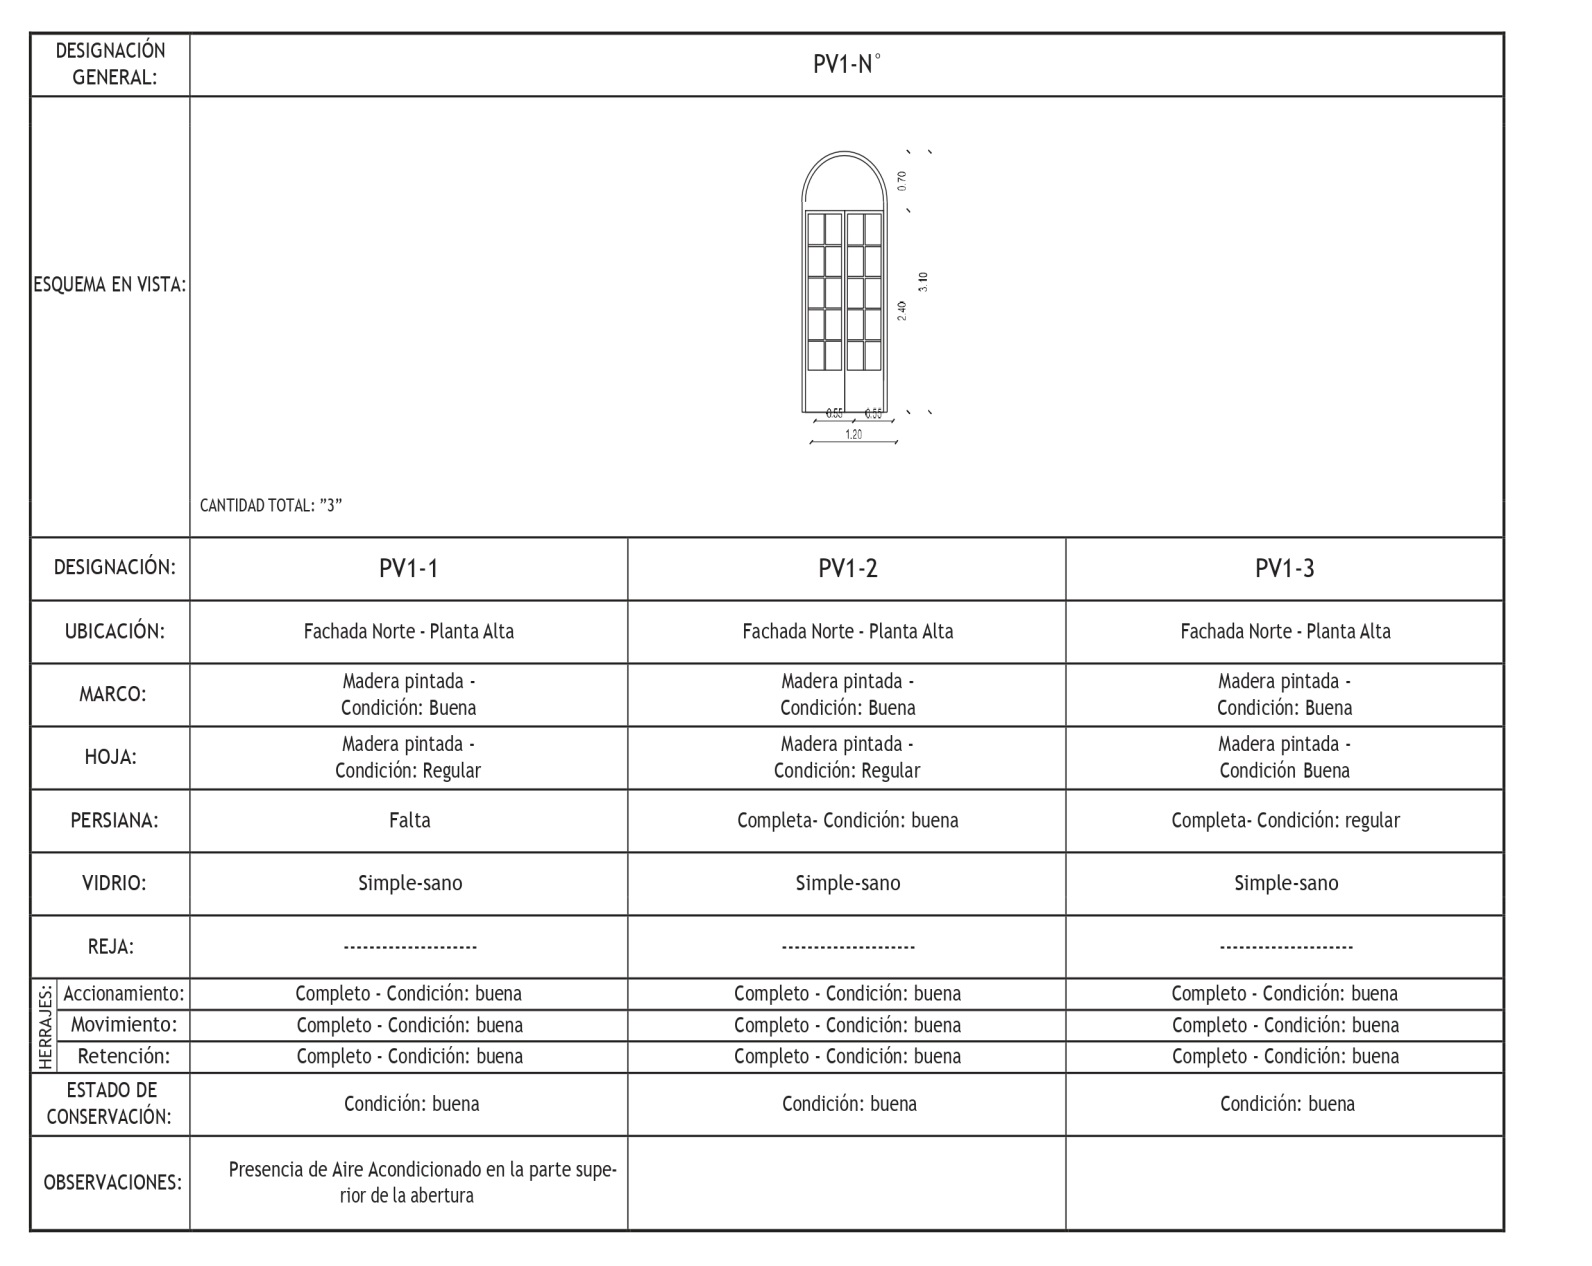 DESIGNACIÓN
GENERAL:
PV1-N°
ESQUEMA EN VISTA:
0.70
3.10
2.40
0.55 0.55
1.20
CANTIDAD TOTAL: ”3”
DESIGNACIÓN: PV1-1 PV1-2 PV1-3
UBICACIÓN: Fachada Norte - Planta Alta Fachada Norte - Planta Alta Fachada Norte - Planta Alta
MARCO:
Madera pintada -
Condición: Buena
Madera pintada -
Condición: Buena
Madera pintada -
Condición: Buena
HOJA:
Madera pintada -
Condición: Regular
Madera pintada -
Condición: Regular
Madera pintada -
Condición Buena
PERSIANA: Falta Completa- Condición: buena Completa- Condición: regular
VIDRIO: Simple-sano Simple-sano Simple-sano
REJA: --------------------- --------------------- ---------------------
HERRAJES:
Accionamiento: Completo - Condición: buena Completo - Condición: buena Completo - Condición: buena
Movimiento: Completo - Condición: buena Completo - Condición: buena Completo - Condición: buena
Retención: Completo - Condición: buena Completo - Condición: buena Completo - Condición: buena
ESTADO DE
CONSERVACIÓN:
Condición: buena Condición: buena Condición: buena
OBSERVACIONES:
Presencia de Aire Acondicionado en la parte supe-
rior de la abertura